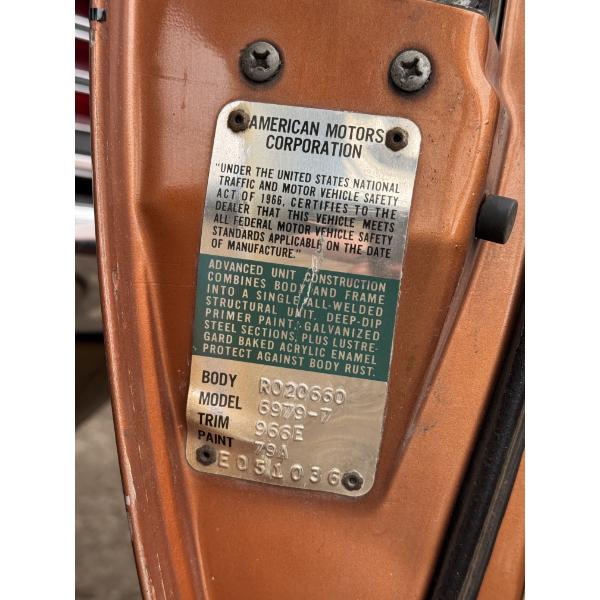 AMERICAN MOTORS
CORPORATION
"UNDER THE UNITED STATES NATIONAL
TRAFFIC AND MOTOR VEHICLE SAFETY
ACT OF 1966, CERTIFIES TO THE
DEALER THAT THIS VEHICLE MEETS
ALL FEDERAL MOTOR VEHICLE SAFETY
STANDARDS APPLICABLE ON THE DATE
OF MANUFACTURE."
ADVANCED UNIT CONSTRUCTION
COMBINES BODY AND FRAME
INTO A SINGLE ALL-WELDED
STRUCTURAL UNIT. DEEP-DIP
PRIMER PAINT, GALVANIZED
STEEL SECTIONS, PLUS LUSTRE-
GARD BAKED ACRYLIC ENAMEL
PROTECT AGAINST BODY RUST.
BODY R020660
MODEL 6979-7
TRIM 966E
PAINT 79A
E051036